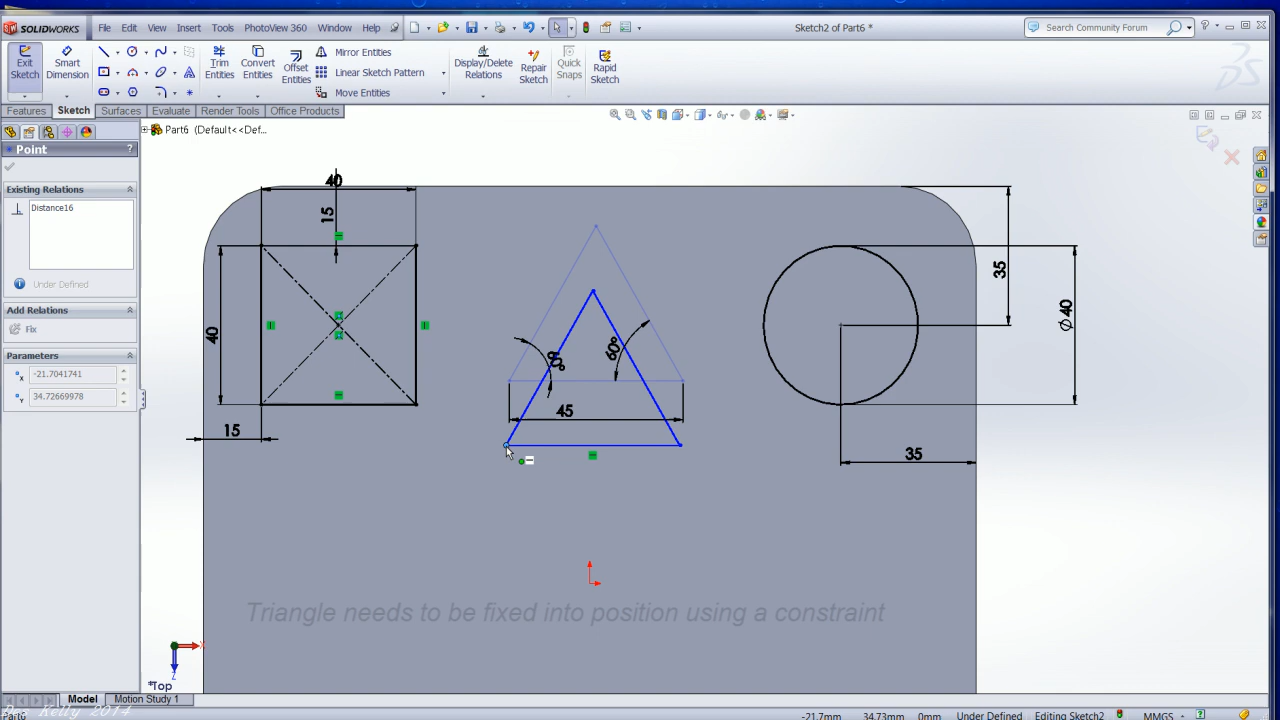 SOLIDWORKS
File Edit View Insert Tools PhotoView 360 Window Help
Sketch2 of Part6 *
Search Community Forum
Exit Sketch
Smart Dimension
Trim Entities
Convert Entities
Offset Entities
Mirror Entities
Linear Sketch Pattern
Move Entities
Display/Delete Relations
Repair Sketch
Quick Snaps
Rapid Sketch
Features Sketch Surfaces Evaluate Render Tools Office Products
Part6 (Default<<Def...
Point ?
Existing Relations
Distance16
Under Defined
Add Relations
Fix
Parameters
-21.7041741
34.72669978
40
15
40
15
60°
45
35
Ø40
35
Triangle needs to be fixed into position using a constraint
X
Z
*Top
Model Motion Study 1
Part6
Kelly 2014
-21.7mm 34.73mm 0mm Under Defined Editing Sketch2 MMGS